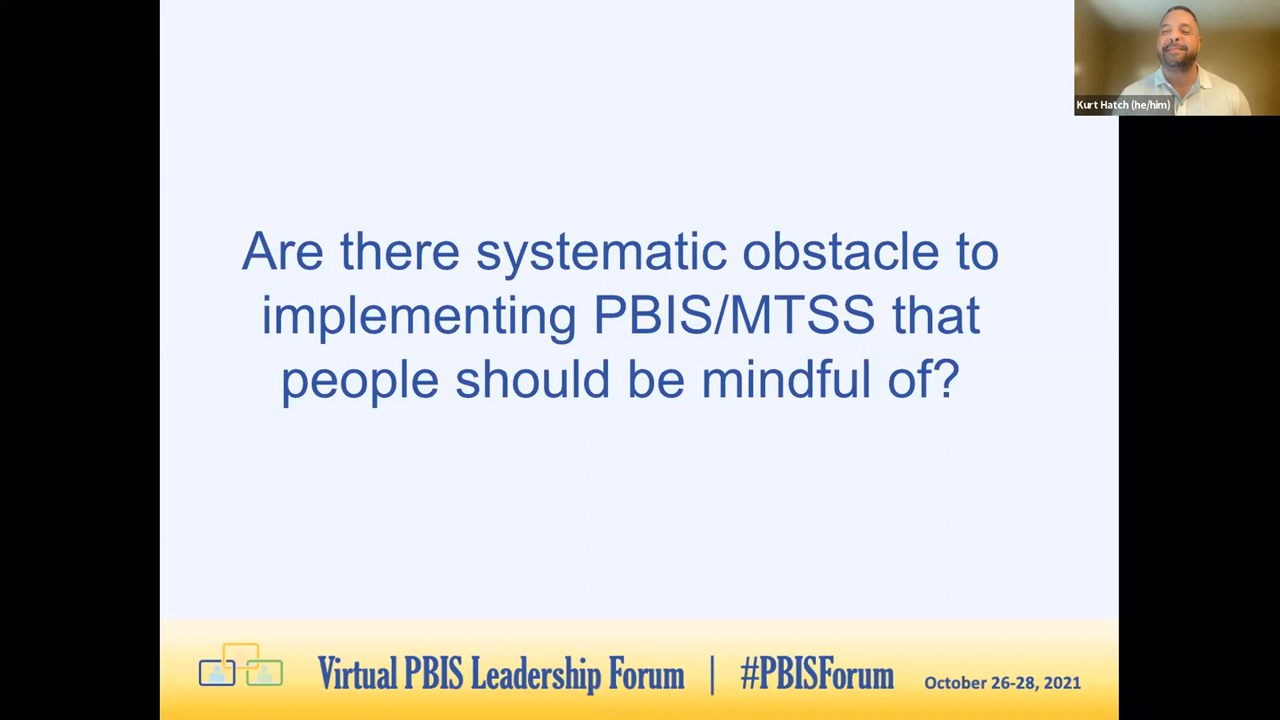 Kurt Hatch (he/him)
Are there systematic obstacle to
implementing PBIS/MTSS that
people should be mindful of?
Virtual PBIS Leadership Forum | #PBISForum October 26-28, 2021